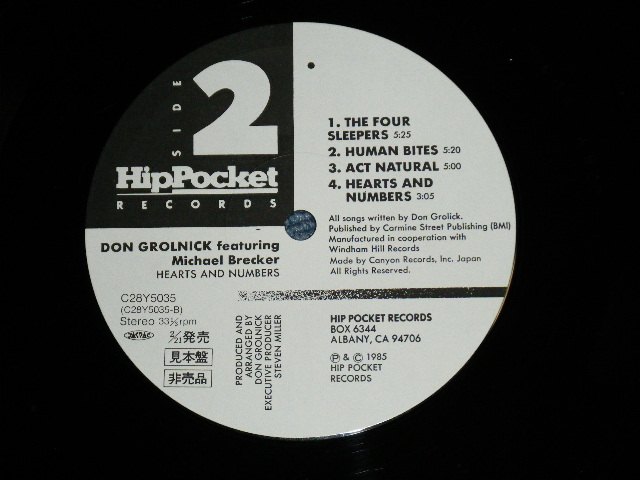 SIDE
2
HipPocket
RECORDS
1. THE FOUR
SLEEPERS 5:25
2. HUMAN BITES 5:20
3. ACT NATURAL 5:00
4. HEARTS AND
NUMBERS 3:05
All songs written by Don Grolick.
Published by Carmine Street Publishing (BMI)
Manufactured in cooperation with
Windham Hill Records
Made by Canyon Records, Inc. Japan
All Rights Reserved.
DON GROLNICK featuring
Michael Brecker
HEARTS AND NUMBERS
C28Y5035
(C28Y5035-B)
Stereo 33⅓rpm
2/21発売
見本盤
非売品
PRODUCED AND
ARRANGED BY
DON GROLNICK
EXECUTIVE PRODUCER
STEVEN MILLER
HIP POCKET RECORDS
BOX 6344
ALBANY, CA 94706
℗ & © 1985
HIP POCKET
RECORDS